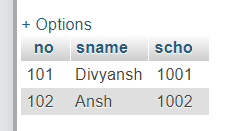 + Options
no sname scho
101 Divyansh 1001
102 Ansh 1002